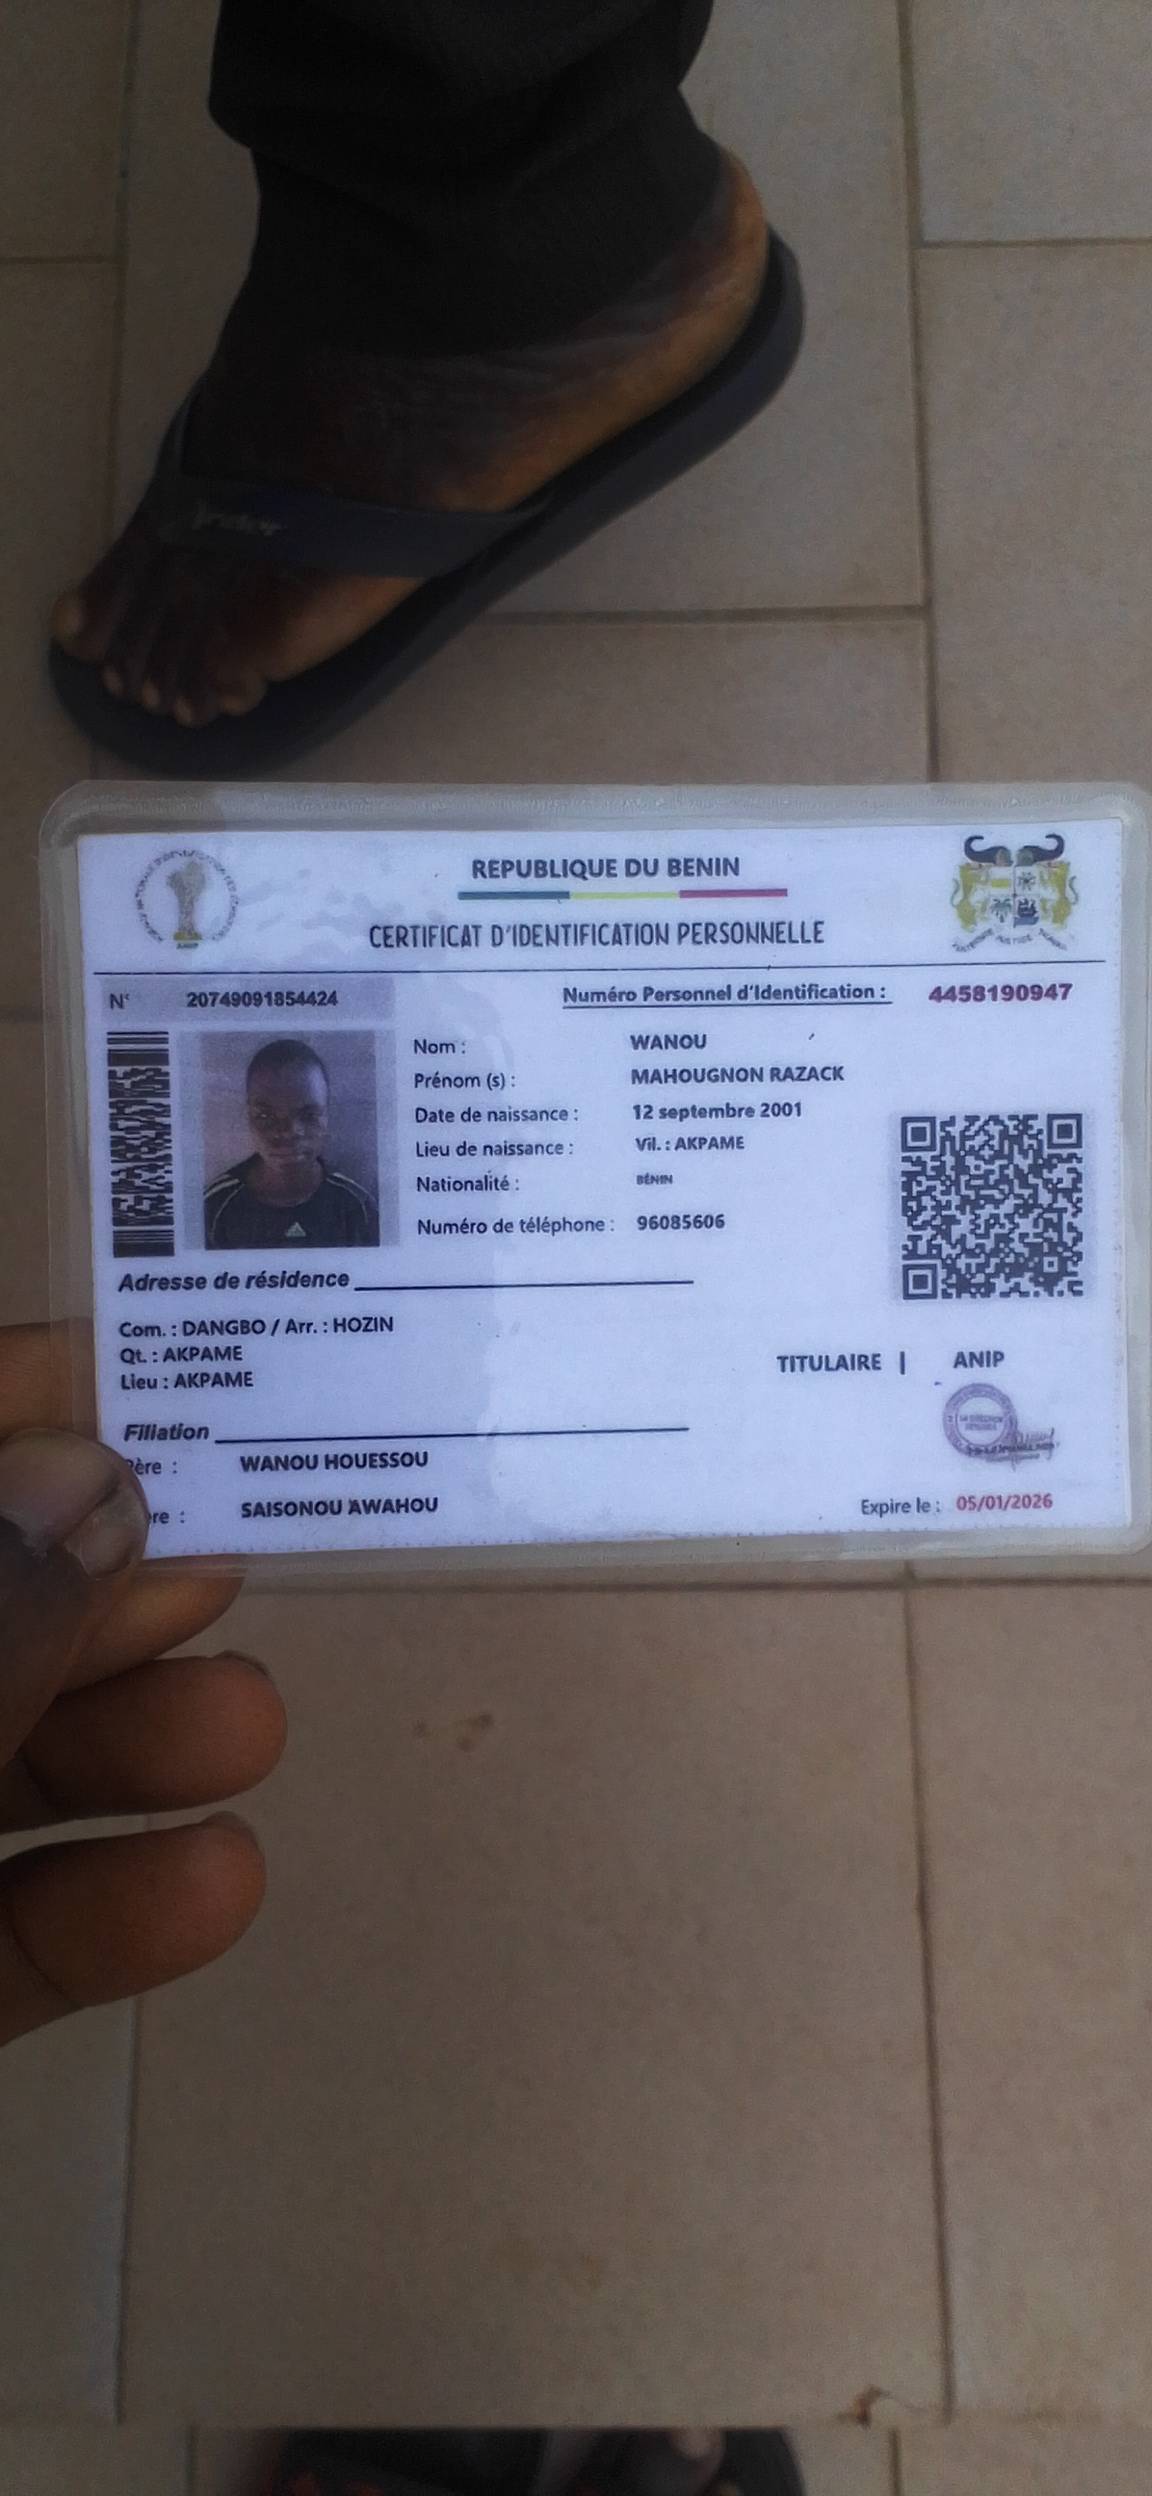 REPUBLIQUE DU BENIN
CERTIFICAT D'IDENTIFICATION PERSONNELLE
ANIP
N° 20749091854424
Numéro Personnel d'Identification : 4458190947
Nom : WANOU
Prénom (s) : MAHOUGNON RAZACK
Date de naissance : 12 septembre 2001
Lieu de naissance : Vil. : AKPAME
Nationalité : BÉNIN
Numéro de téléphone : 96085606
Adresse de résidence
Com. : DANGBO / Arr. : HOZIN
Qt. : AKPAME
Lieu : AKPAME
TITULAIRE | ANIP
Filiation
ère : WANOU HOUESSOU
re : SAISONOU AWAHOU
Expire le : 05/01/2026